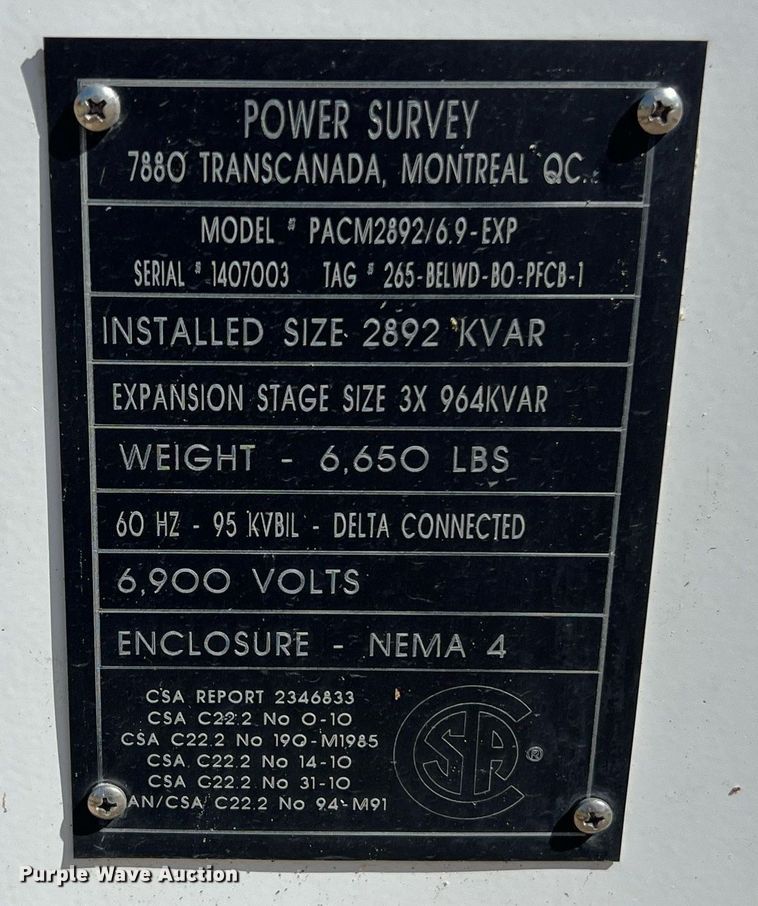 POWER SURVEY
7880 TRANSCANADA, MONTREAL QC.
MODEL # PACM2892/6.9-EXP
SERIAL # 1407003 TAG # 265-BELWD-BO-PFCB-1
INSTALLED SIZE 2892 KVAR
EXPANSION STAGE SIZE 3X 964KVAR
WEIGHT - 6,650 LBS
60 HZ - 95 KVBIL - DELTA CONNECTED
6,900 VOLTS
ENCLOSURE - NEMA 4
CSA REPORT 2346833
CSA C22.2 No 0-10
CSA C22.2 No 190-M1985
CSA C22.2 No 14-10
CSA G22.2 No 31-10
AN/CSA C22.2 No 94-M91
CSA ®
Purple Wave Auction